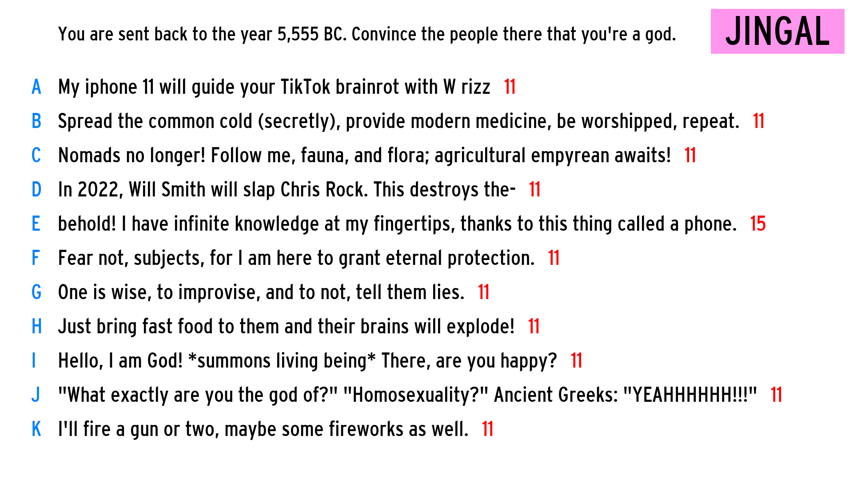 You are sent back to the year 5,555 BC. Convince the people there that you're a god.
JINGAL
A My iphone 11 will guide your TikTok brainrot with W rizz 11
B Spread the common cold (secretly), provide modern medicine, be worshipped, repeat. 11
C Nomads no longer! Follow me, fauna, and flora; agricultural empyrean awaits! 11
D In 2022, Will Smith will slap Chris Rock. This destroys the- 11
E behold! I have infinite knowledge at my fingertips, thanks to this thing called a phone. 15
F Fear not, subjects, for I am here to grant eternal protection. 11
G One is wise, to improvise, and to not, tell them lies. 11
H Just bring fast food to them and their brains will explode! 11
I Hello, I am God! *summons living being* There, are you happy? 11
J "What exactly are you the god of?" "Homosexuality?" Ancient Greeks: "YEAHHHHHH!!!" 11
K I'll fire a gun or two, maybe some fireworks as well. 11